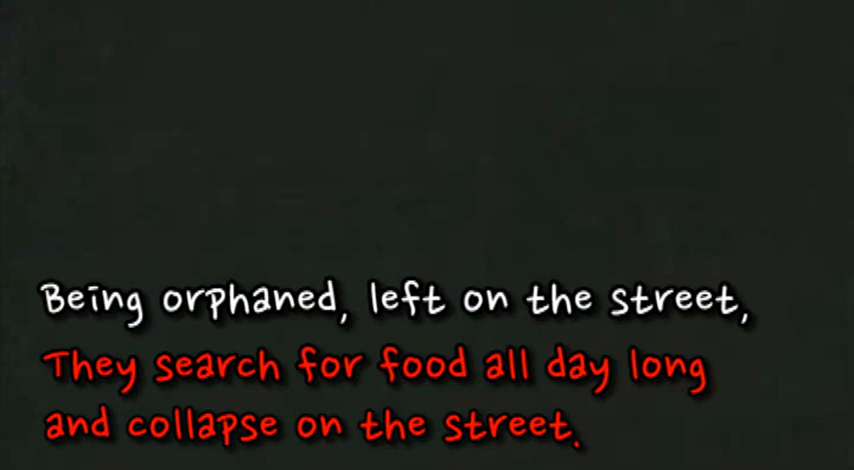 Being orphaned, left on the street,
They search for food all day long
and collapse on the street.